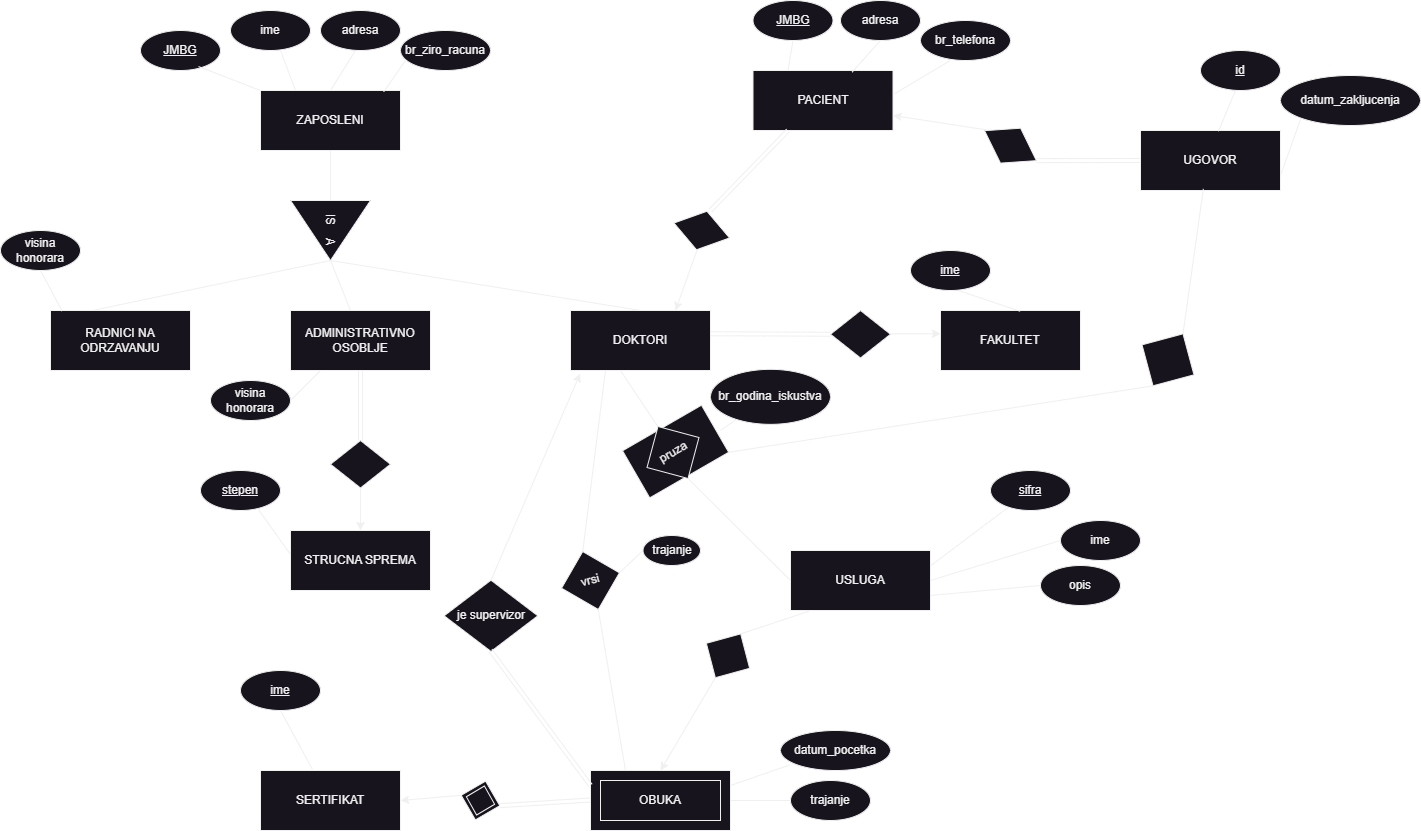 JMBG
ime
adresa
br_ziro_racuna
ZAPOSLENI
IS A
JMBG
adresa
br_telefona
PACIENT
id
datum_zakljucenja
UGOVOR
visina
honorara
RADNICI NA
ODRZAVANJU
ADMINISTRATIVNO
OSOBLJE
DOKTORI
ime
FAKULTET
visina
honorara
br_godina_iskustva
pruza
stepen
STRUCNA SPREMA
je supervizor
vrsi
trajanje
sifra
ime
opis
USLUGA
ime
SERTIFIKAT
OBUKA
datum_pocetka
trajanje